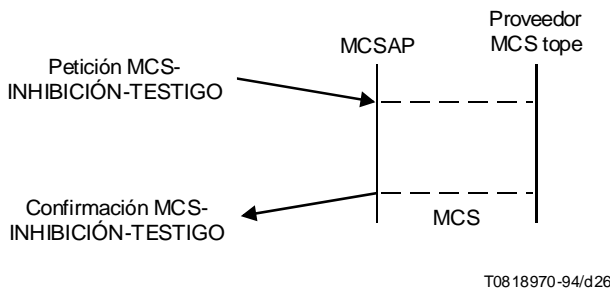 Proveedor
MCS tope
MCSAP
Petición MCS-
INHIBICIÓN-TESTIGO
Confirmación MCS-
INHIBICIÓN-TESTIGO
MCS
T0818970-94/d26